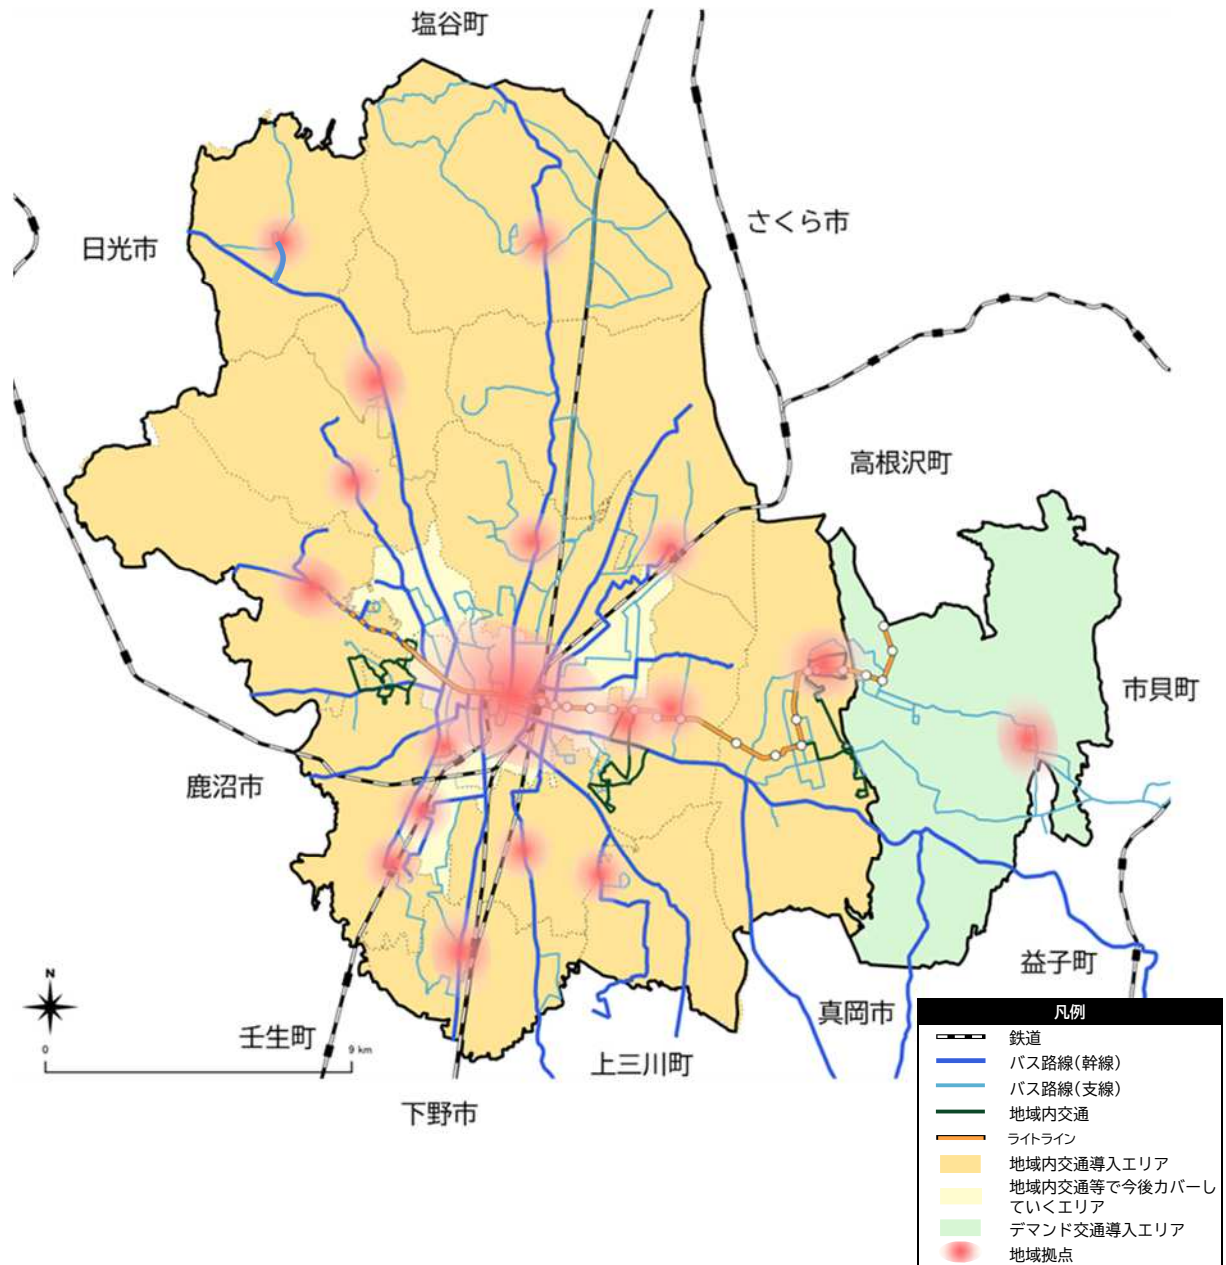 塩谷町
さくら市
日光市
高根沢町
市貝町
鹿沼市
益子町
N
真岡市
壬生町
0
9 km
上三川町
下野市
凡例
鉄道
バス路線(幹線)
バス路線(支線)
地域内交通
ライトライン
地域内交通導入エリア
地域内交通等で今後カバーし
ていくエリア
デマンド交通導入エリア
地域拠点